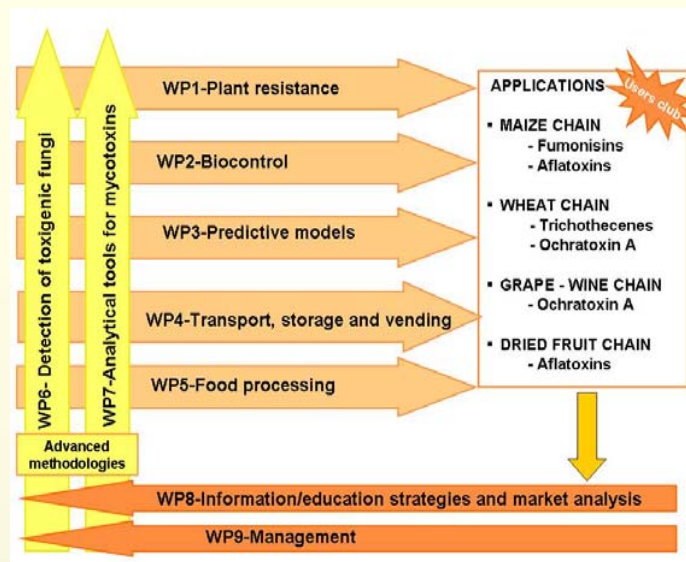 WP6- Detection of toxigenic fungi
WP7-Analytical tools for mycotoxins
Advanced
methodologies
WP1-Plant resistance
WP2-Biocontrol
WP3-Predictive models
WP4-Transport, storage and vending
WP5-Food processing
APPLICATIONS
Users club
▪ MAIZE CHAIN
- Fumonisins
- Aflatoxins
▪ WHEAT CHAIN
- Trichothecenes
- Ochratoxin A
▪ GRAPE - WINE CHAIN
- Ochratoxin A
▪ DRIED FRUIT CHAIN
- Aflatoxins
WP8-Information/education strategies and market analysis
WP9-Management